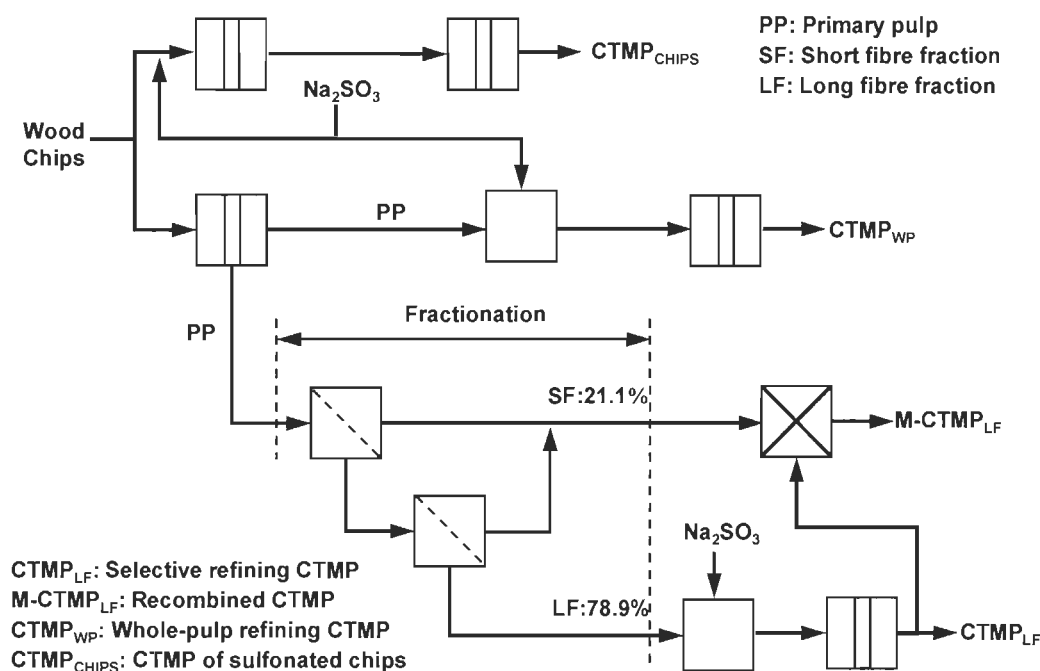 PP: Primary pulp
SF: Short fibre fraction
LF: Long fibre fraction
CTMP_CHIPS
Na₂SO₃
Wood
Chips
PP
CTMP_WP
PP
Fractionation
SF:21.1%
M-CTMP_LF
Na₂SO₃
CTMP_LF: Selective refining CTMP
M-CTMP_LF: Recombined CTMP
LF:78.9%
CTMP_WP: Whole-pulp refining CTMP
CTMP_LF
CTMP_CHIPS: CTMP of sulfonated chips